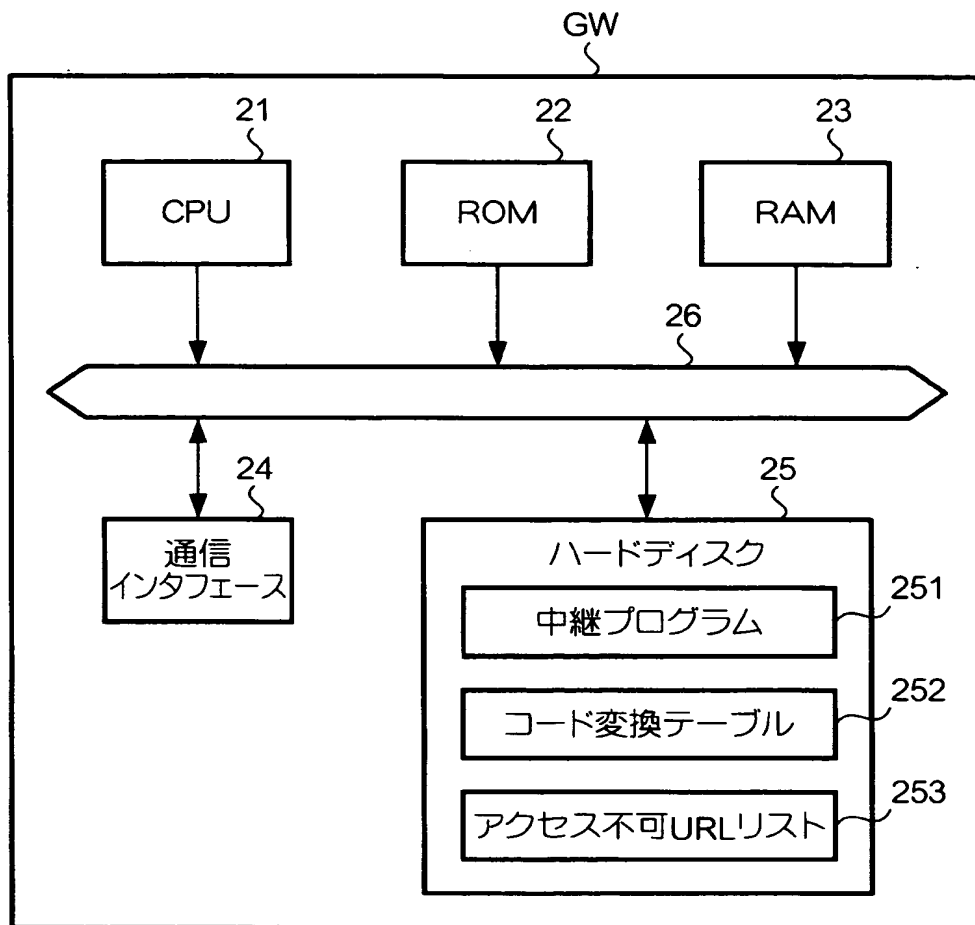 GW
21
22
23
CPU
ROM
RAM
26
24
25
通信
インタフェース
ハードディスク
251
中継プログラム
252
コード変換テーブル
253
アクセス不可URLリスト